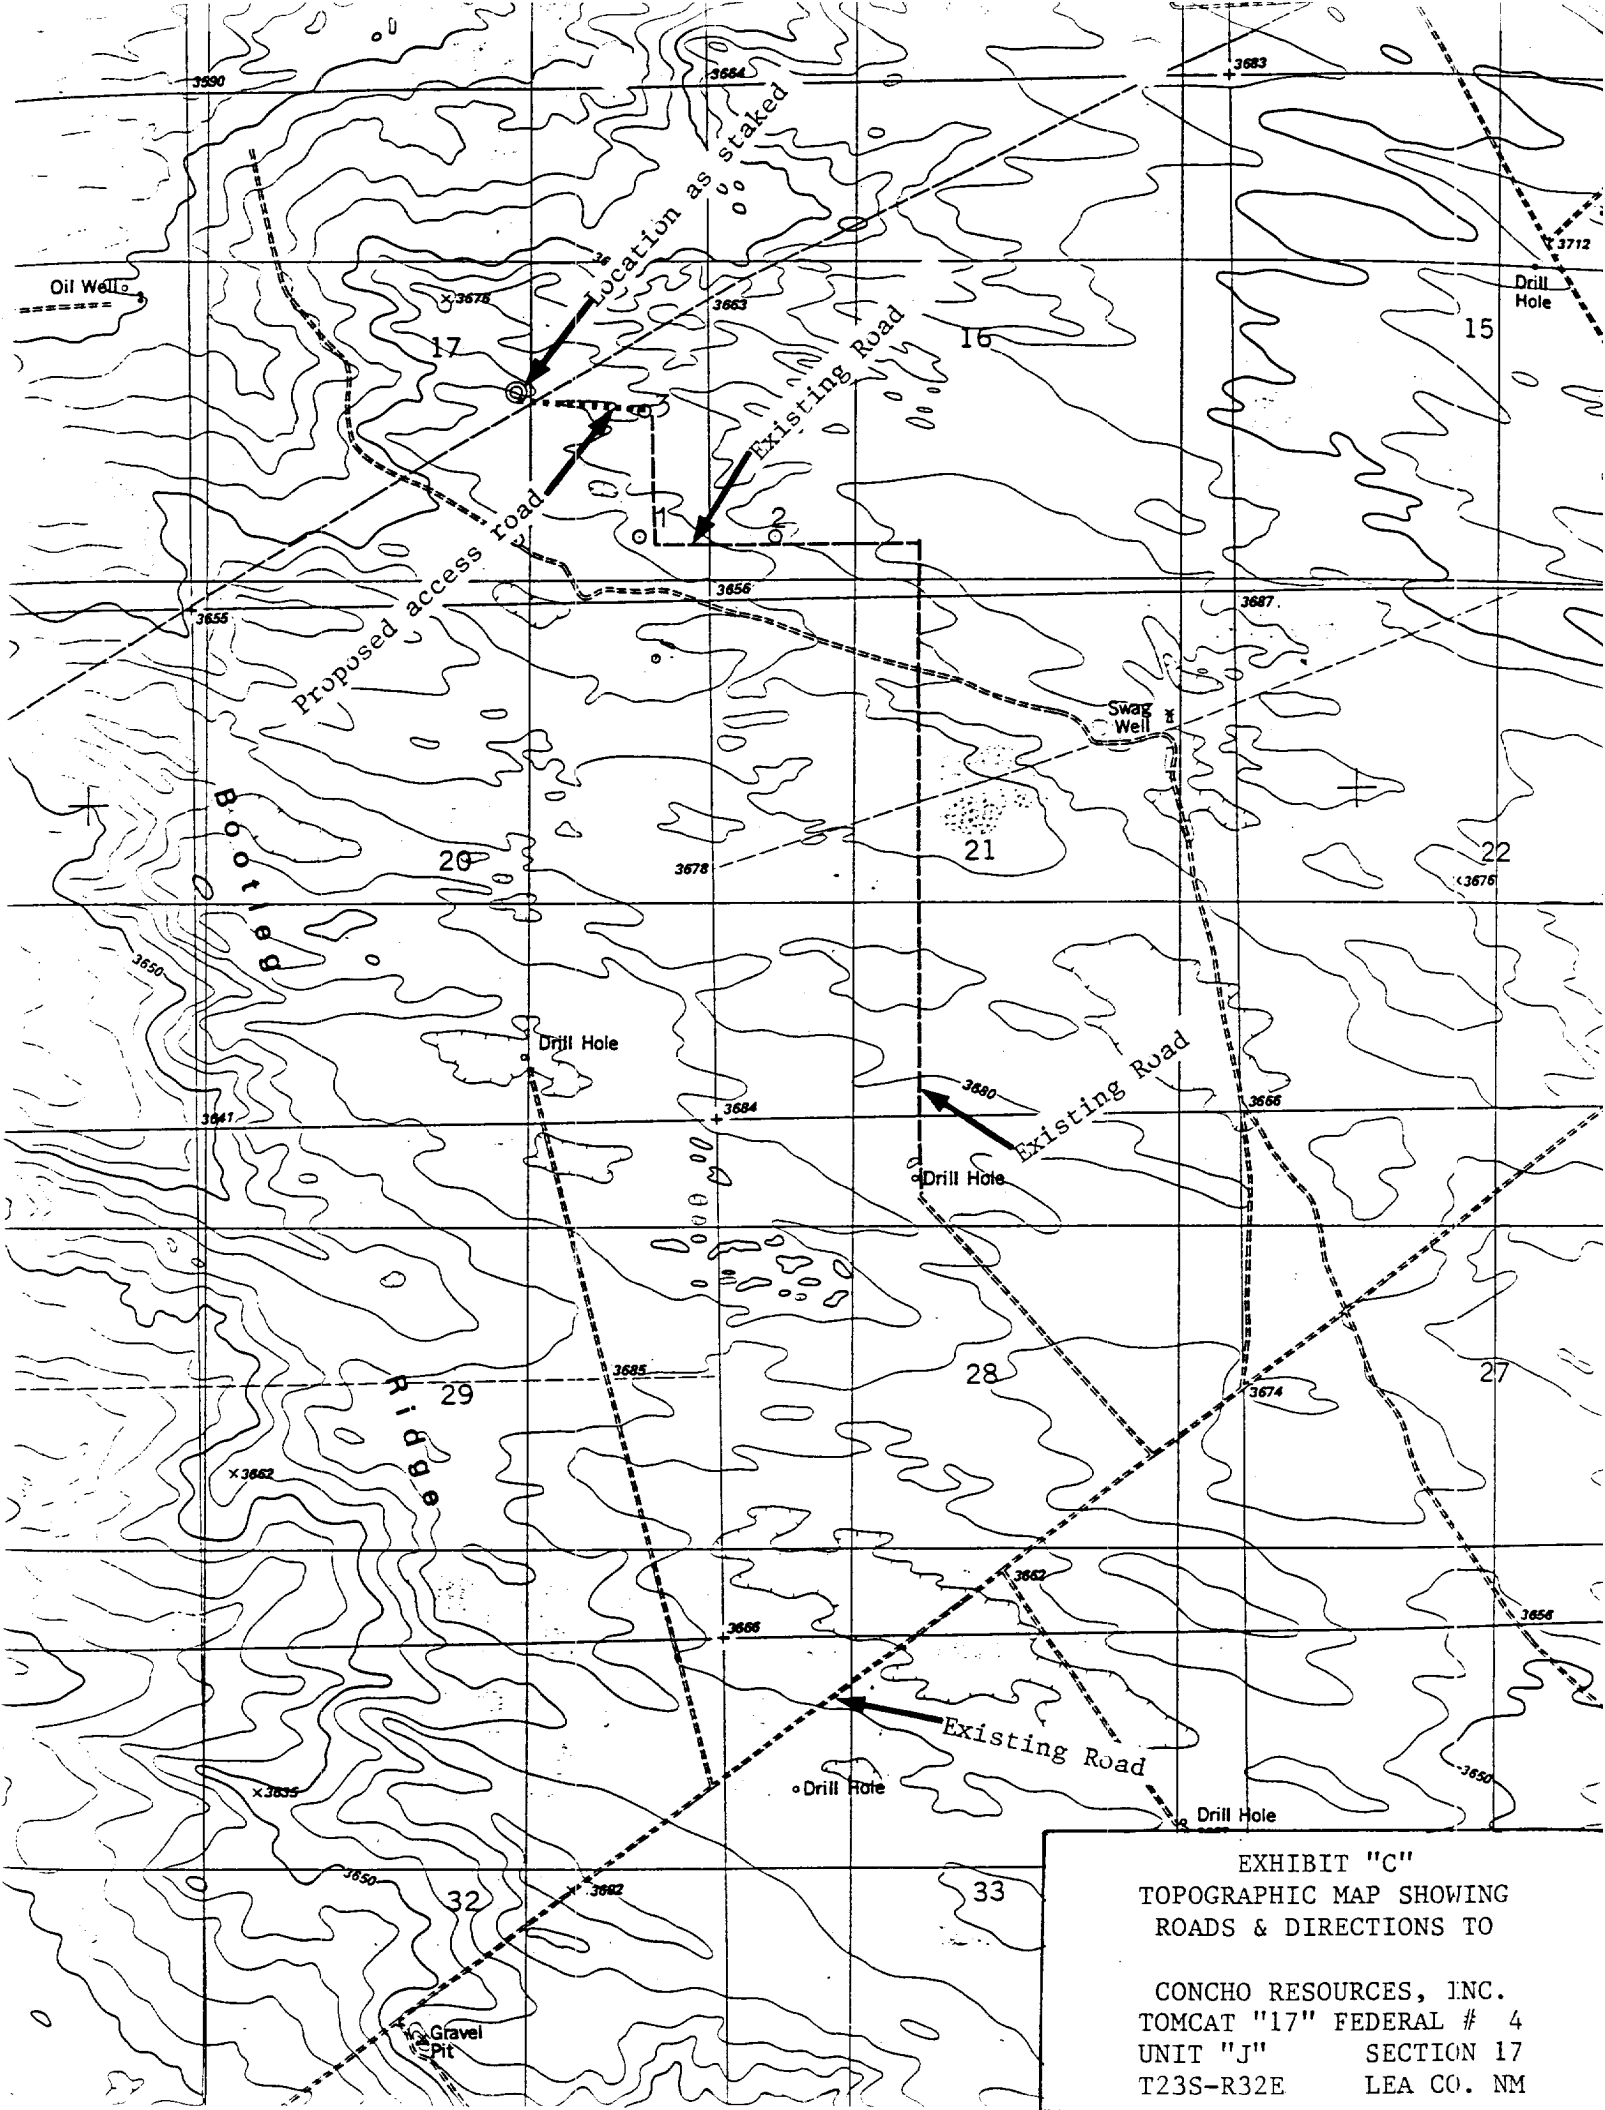 3690
3664
3683
Location as staked
3712
Oil Well
3676
3663
Drill
Hole
17
16
15
Existing Road
3
Proposed access road
1
2
3655
3656
3687
Swag
Well
Bootleg
20
21
22
3678
3676
3650
Drill Hole
3680
3641
3684
Existing Road
3666
Drill Hole
Ridge
3685
29
28
27
3674
3662
3662
3666
3656
Existing Road
3635
Drill Hole
3650
Drill Hole
3650
32
3682
33
Gravel
Pit
EXHIBIT "C"
TOPOGRAPHIC MAP SHOWING
ROADS & DIRECTIONS TO
CONCHO RESOURCES, INC.
TOMCAT "17" FEDERAL # 4
UNIT "J" SECTION 17
T23S-R32E LEA CO. NM